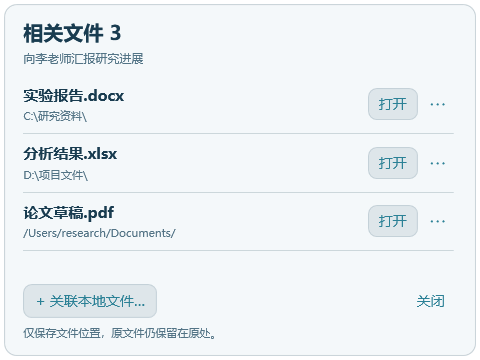 相关文件 3
向李老师汇报研究进展
实验报告.docx
C:\研究资料\
打开 ···
分析结果.xlsx
D:\项目文件\
打开 ···
论文草稿.pdf
/Users/research/Documents/
打开 ···
+ 关联本地文件...
关闭
仅保存文件位置，原文件仍保留在原处。